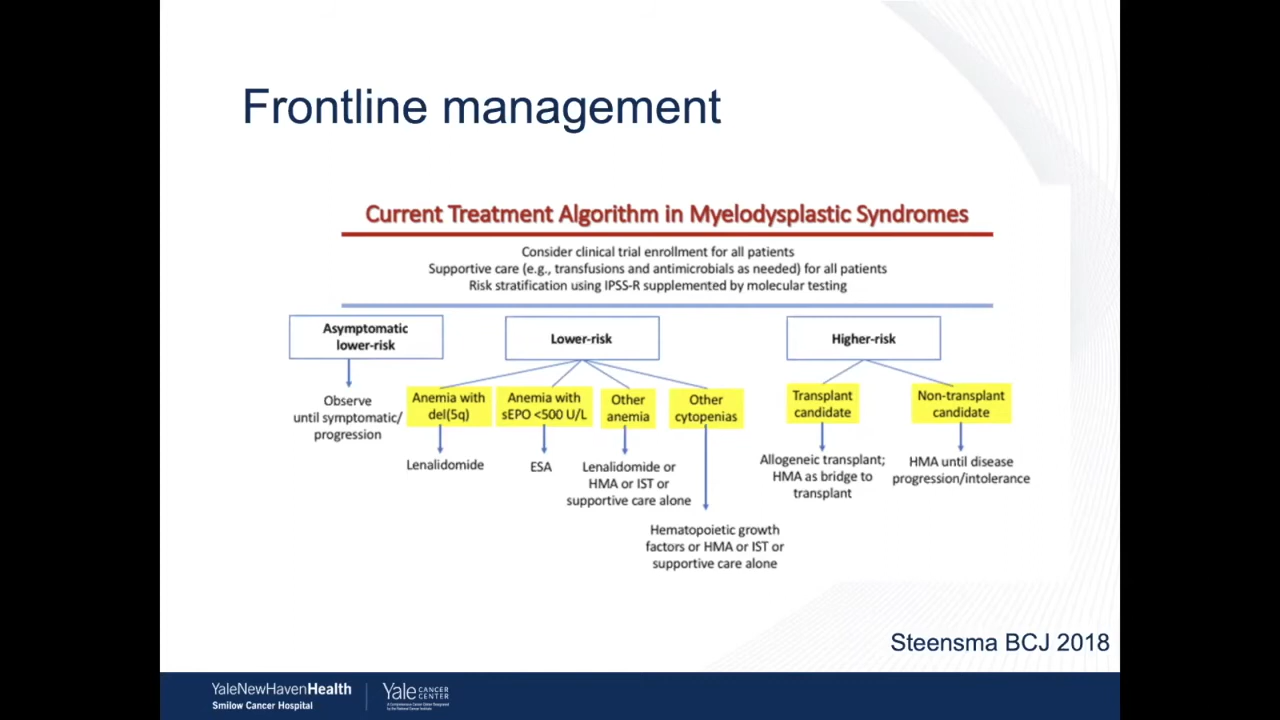 Frontline management
Current Treatment Algorithm in Myelodysplastic Syndromes
Consider clinical trial enrollment for all patients
Supportive care (e.g., transfusions and antimicrobials as needed) for all patients
Risk stratification using IPSS-R supplemented by molecular testing
Asymptomatic
lower-risk
Observe
until symptomatic/
progression
Lower-risk
Anemia with
del(5q)
Lenalidomide
Anemia with
sEPO <500 U/L
ESA
Other
anemia
Lenalidomide or
HMA or IST or
supportive care alone
Other
cytopenias
Hematopoietic growth
factors or HMA or IST or
supportive care alone
Higher-risk
Transplant
candidate
Allogeneic transplant;
HMA as bridge to
transplant
Non-transplant
candidate
HMA until disease
progression/intolerance
Steensma BCJ 2018
YaleNewHavenHealth
Smilow Cancer Hospital
Yale CANCER
CENTER